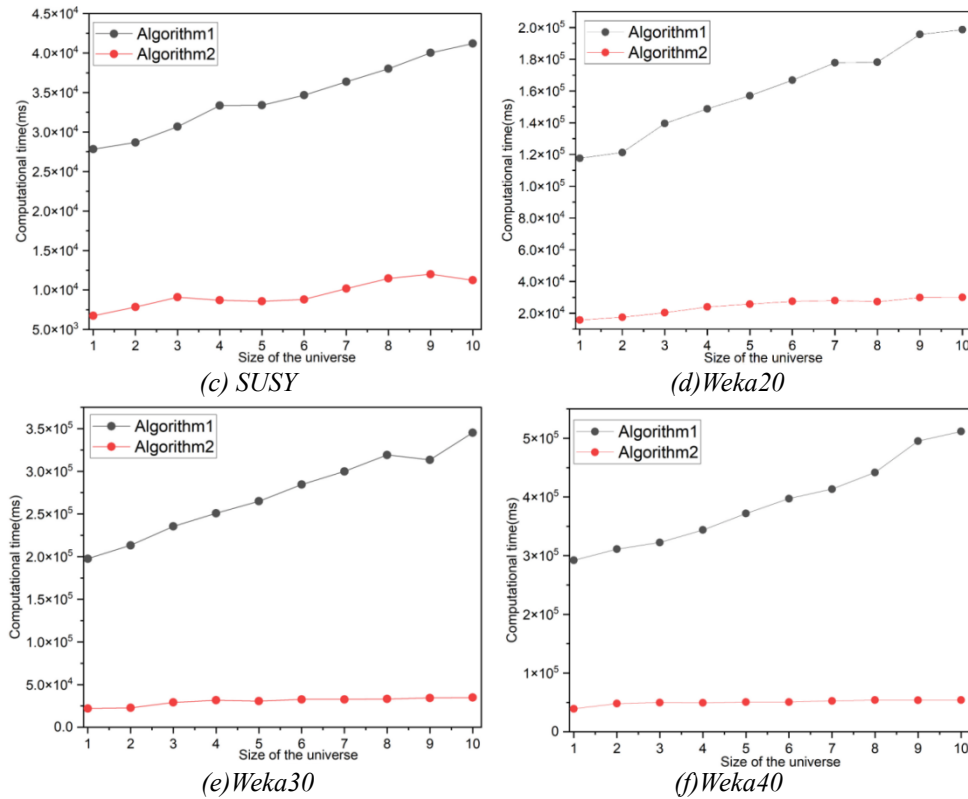 4.5×10⁴
4.0×10⁴
3.5×10⁴
3.0×10⁴
2.5×10⁴
2.0×10⁴
1.5×10⁴
1.0×10⁴
5.0×10³
Computational time(ms)
Algorithm1
Algorithm2
1 2 3 4 5 6 7 8 9 10
Size of the universe
(c) SUSY
2.0×10⁵
1.8×10⁵
1.6×10⁵
1.4×10⁵
1.2×10⁵
1.0×10⁵
8.0×10⁴
6.0×10⁴
4.0×10⁴
2.0×10⁴
Computational time(ms)
Algorithm1
Algorithm2
1 2 3 4 5 6 7 8 9 10
Size of the universe
(d)Weka20
3.5×10⁵
3.0×10⁵
2.5×10⁵
2.0×10⁵
1.5×10⁵
1.0×10⁵
5.0×10⁴
0.0
Computational time(ms)
Algorithm1
Algorithm2
1 2 3 4 5 6 7 8 9 10
Size of the universe
(e)Weka30
5×10⁵
4×10⁵
3×10⁵
2×10⁵
1×10⁵
0
Computational time(ms)
Algorithm1
Algorithm2
1 2 3 4 5 6 7 8 9 10
Size of the universe
(f)Weka40